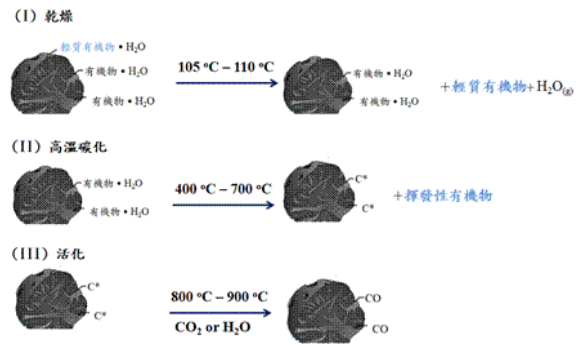 (I) 乾燥
輕質有機物•H₂O
有機物•H₂O
有機物•H₂O
105 °C – 110 °C
有機物•H₂O
有機物•H₂O
+輕質有機物+H₂O(g)
(II) 高溫碳化
有機物•H₂O
有機物•H₂O
400 °C – 700 °C
C*
C*
+揮發性有機物
(III) 活化
C*
C*
800 °C – 900 °C
CO₂ or H₂O
CO
CO